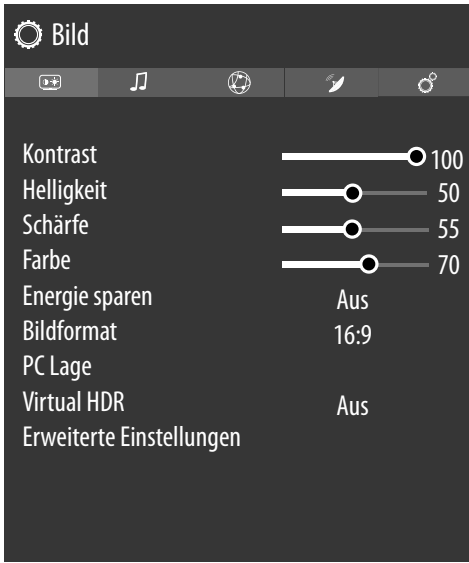 Bild
Kontrast 100
Helligkeit 50
Schärfe 55
Farbe 70
Energie sparen Aus
Bildformat 16:9
PC Lage
Virtual HDR Aus
Erweiterte Einstellungen